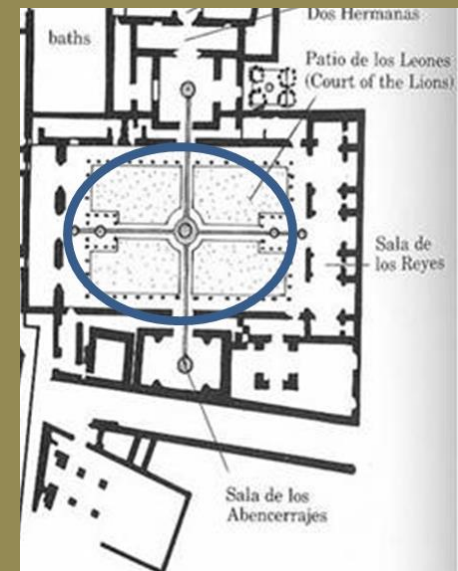 Dos Hermanas
baths
Patio de los Leones
(Court of the Lions)
Sala de
los Reyes
Sala de los
Abencerrajes